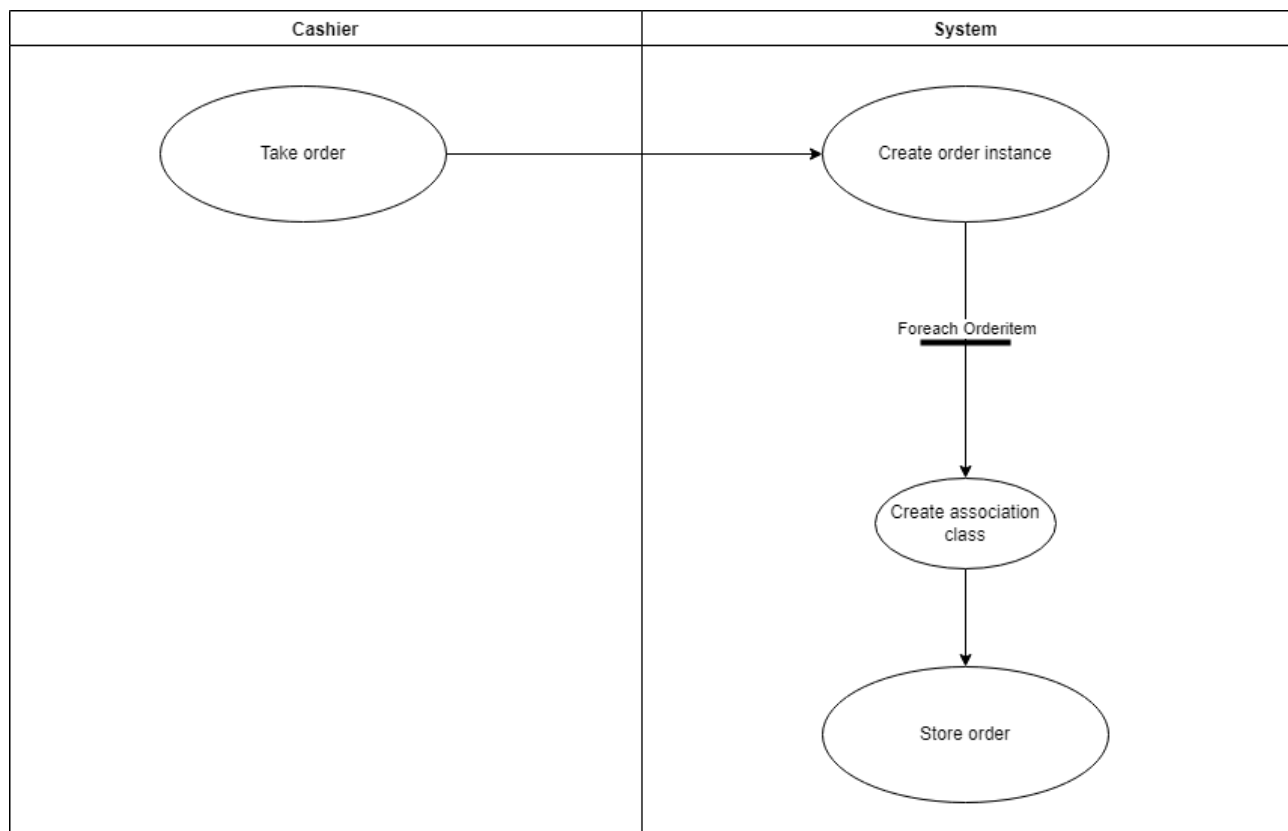 Cashier
System
Take order
Create order instance
Foreach Orderitem
Create association
class
Store order